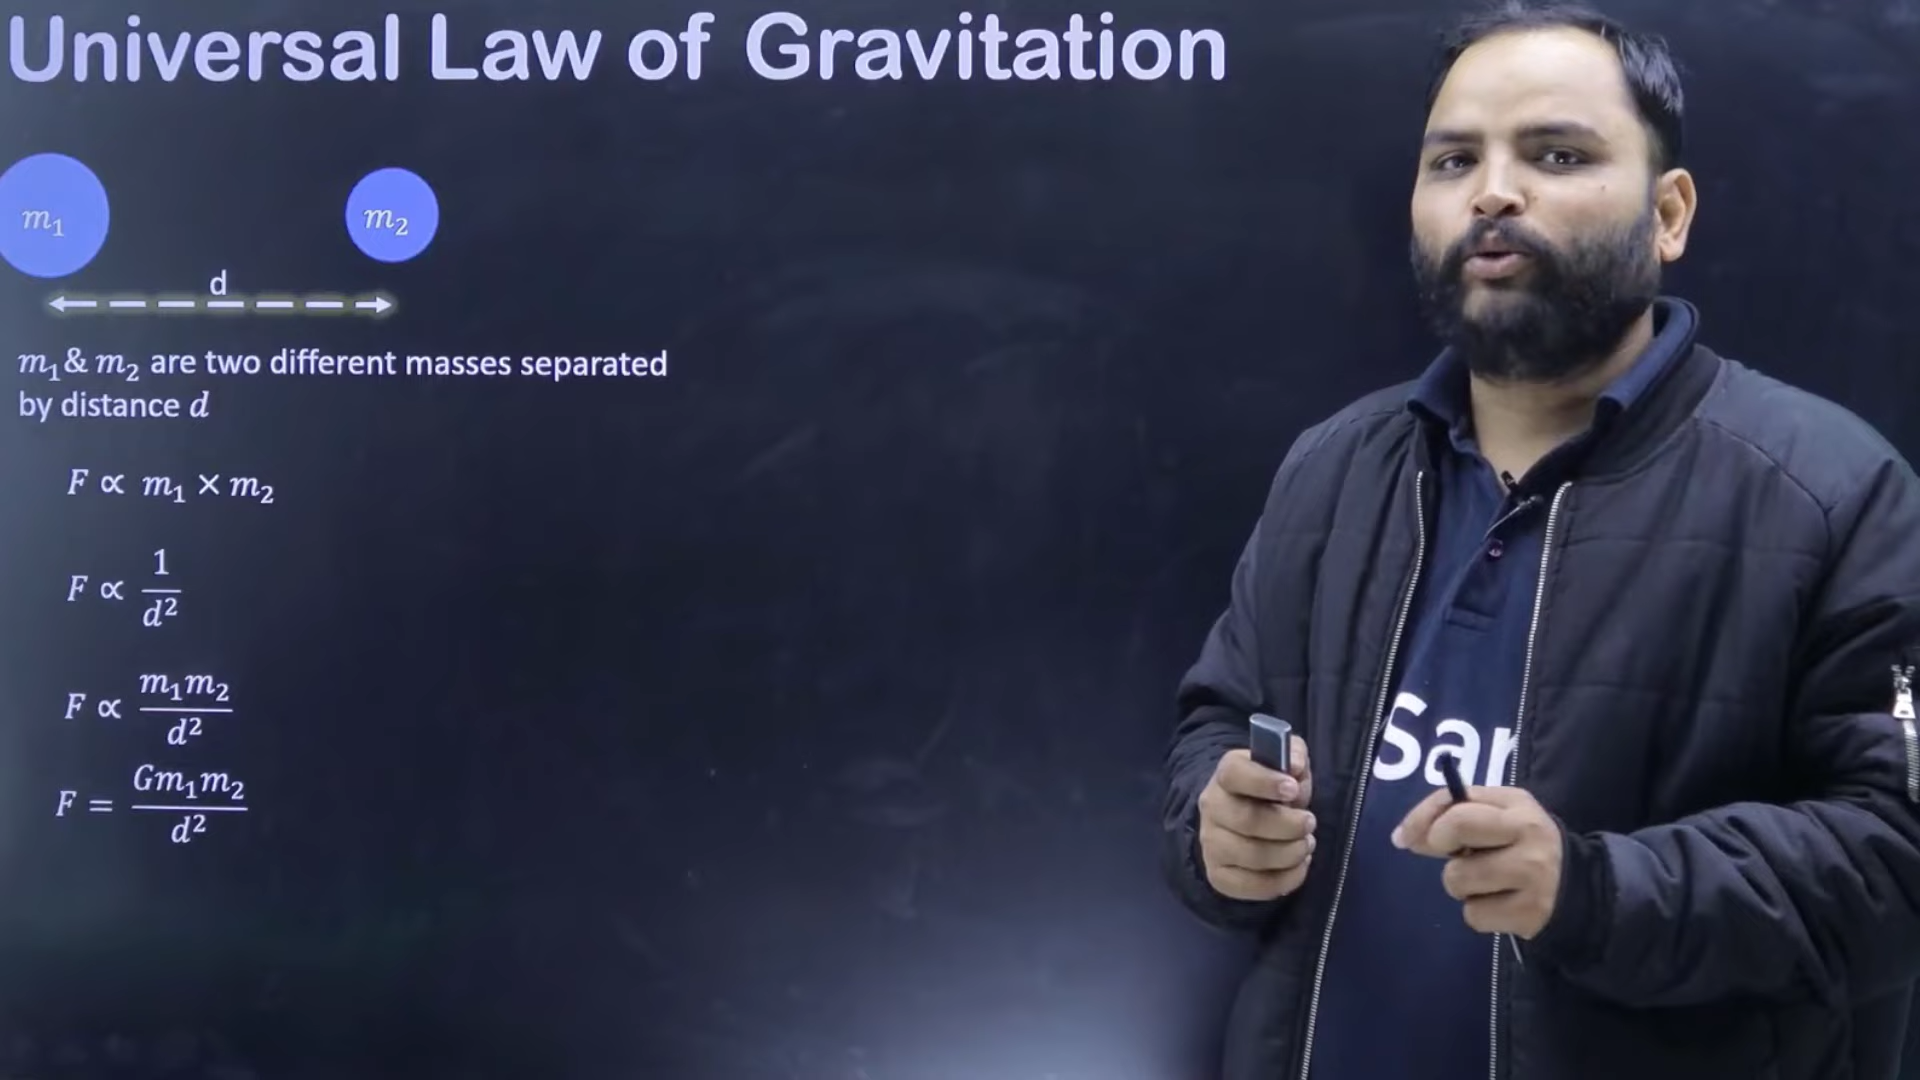 Universal Law of Gravitation
m₁
m₂
d
m₁ & m₂ are two different masses separated
by distance d
F ∝ m₁ × m₂
F ∝ 1/d²
F ∝ m₁m₂/d²
F = Gm₁m₂/d²
Sar